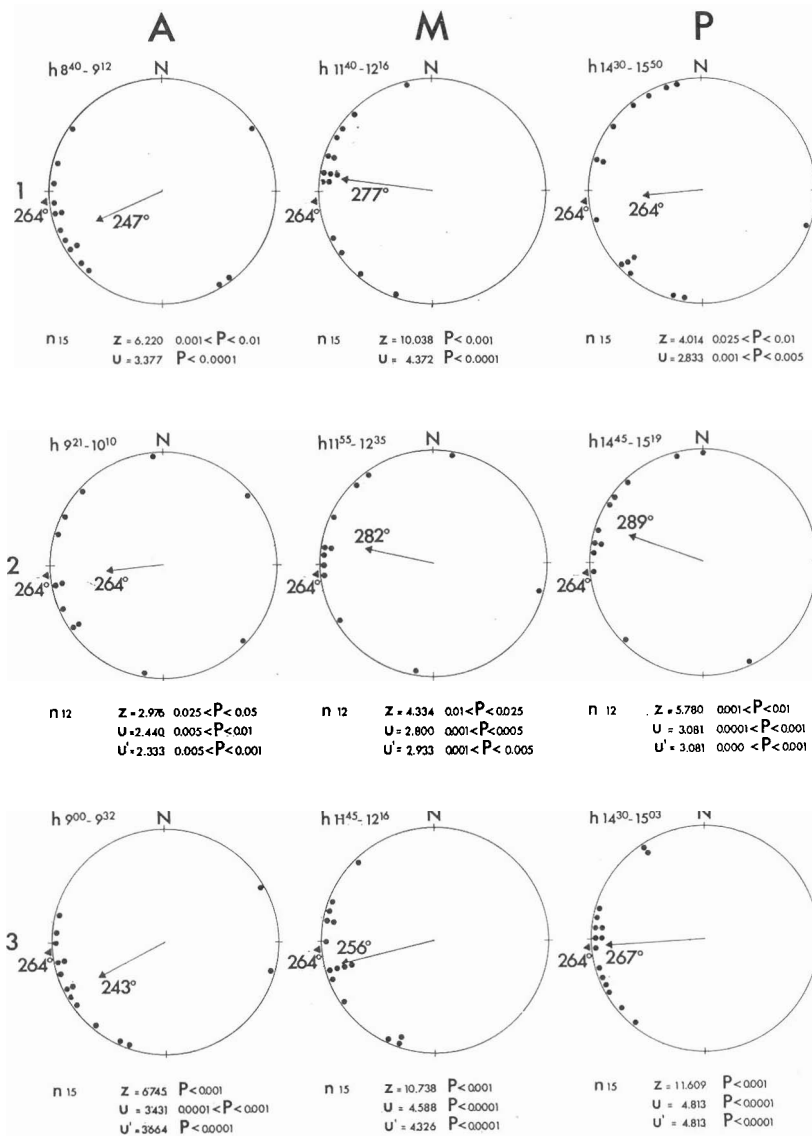 A M P
h 8⁴⁰ - 9¹² N h 11⁴⁰ - 12¹⁶ N h 14³⁰ - 15⁵⁰ N
1 264° 247° 264° 277° 264° 264°
n 15 Z = 6.220 0.001 < P < 0.01 n 15 Z = 10.038 P < 0.001 n 15 Z = 4.014 0.025 < P < 0.01
U = 3.377 P < 0.0001 U = 4.372 P < 0.0001 U = 2.833 0.001 < P < 0.005
h 9²¹ - 10¹⁰ N h 11⁵⁵ - 12³⁵ N h 14⁴⁵ - 15¹⁹ N
2 264° 264° 264° 282° 264° 289°
n 12 Z = 2.976 0.025 < P < 0.05 n 12 Z = 4.334 0.01 < P < 0.025 n 12 Z = 5.780 0.001 < P < 0.01
U = 2.440 0.005 < P < 0.01 U = 2.800 0.001 < P < 0.005 U = 3.081 0.0001 < P < 0.001
U' = 2.333 0.005 < P < 0.001 U' = 2.933 0.001 < P < 0.005 U' = 3.081 0.000 < P < 0.001
h 9⁰⁰ - 9³² N h 11⁴⁵ - 12¹⁶ N h 14³⁰ - 15⁰³ N
3 264° 243° 264° 256° 264° 267°
n 15 Z = 6745 P < 0.001 n 15 Z = 10.738 P < 0.001 n 15 Z = 11.609 P < 0.001
U = 3431 0.0001 < P < 0.001 U = 4.588 P < 0.0001 U = 4.813 P < 0.0001
U' = 3664 P < 0.0001 U' = 4.326 P < 0.0001 U' = 4.813 P < 0.0001